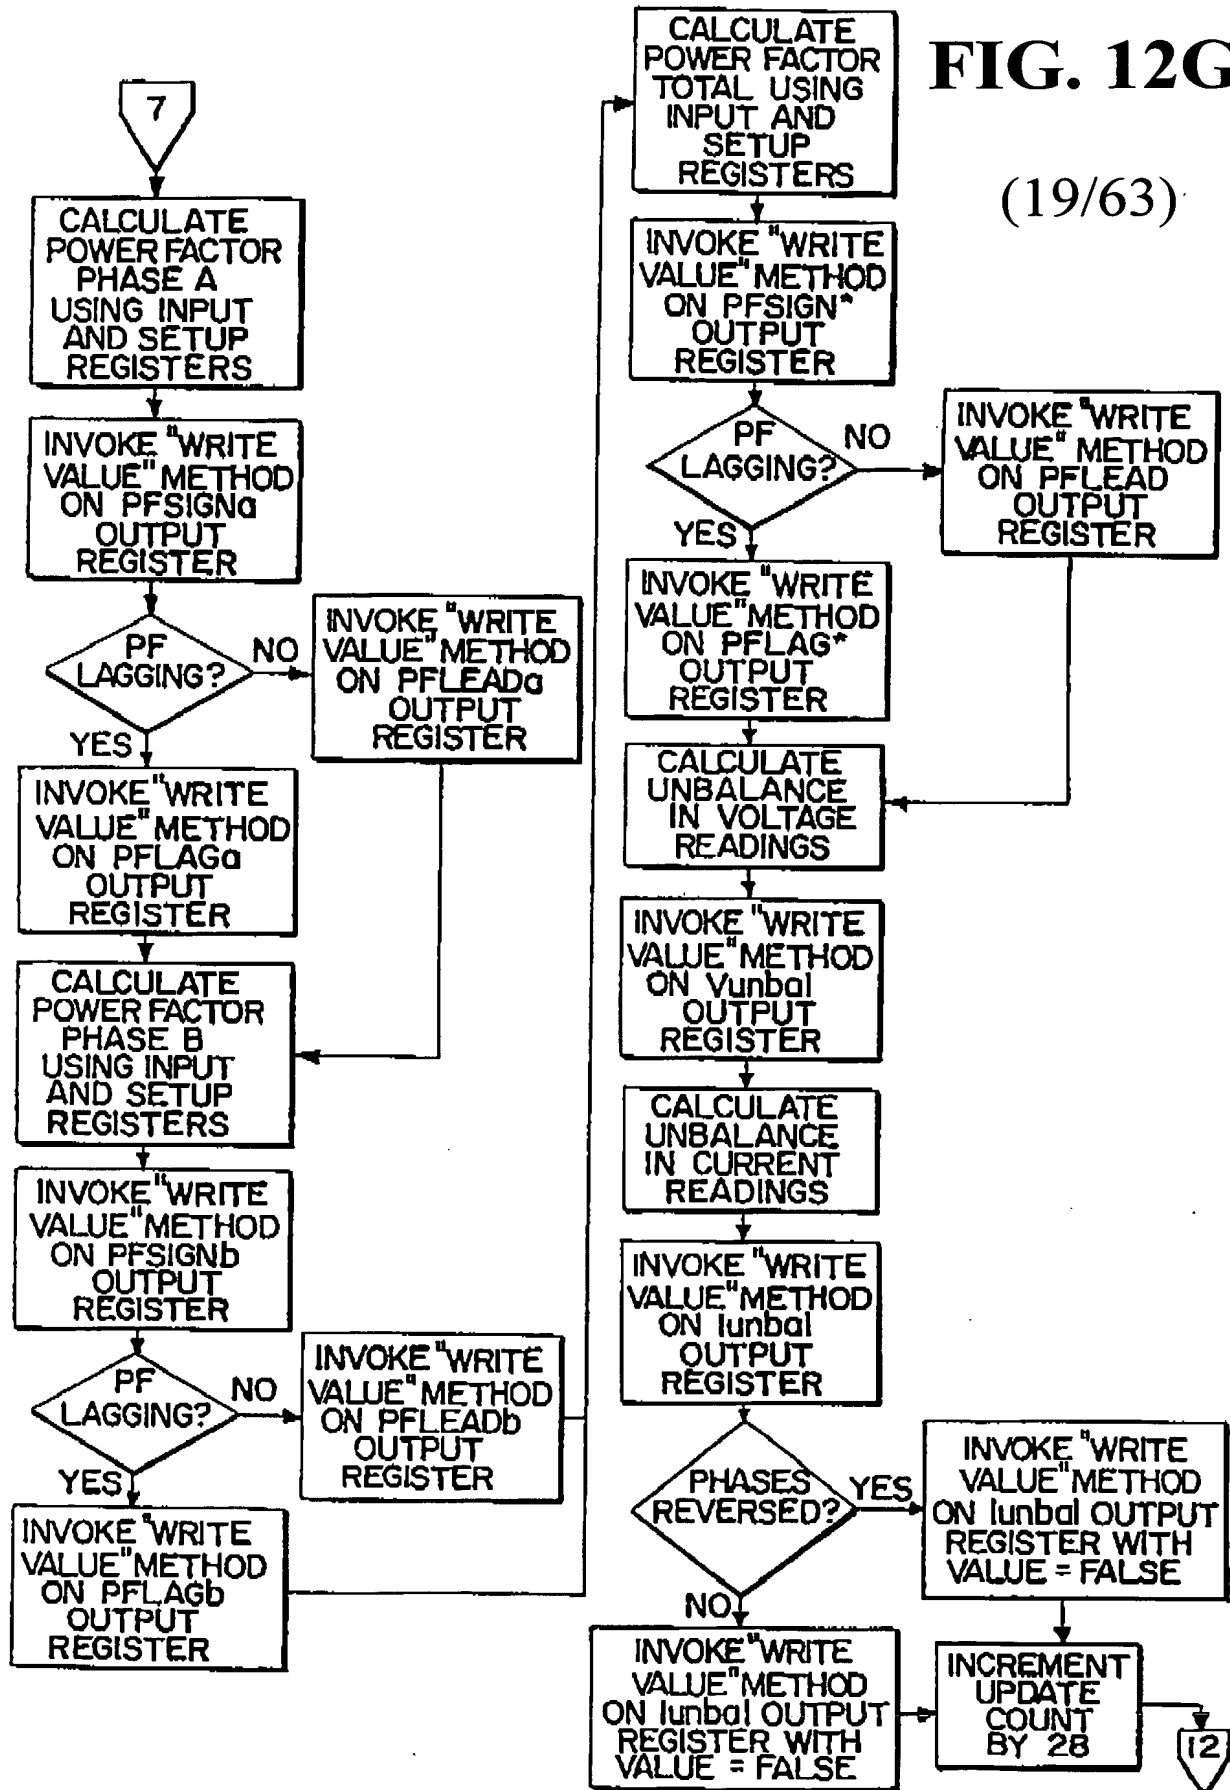 FIG. 12G
(19/63)
7
CALCULATE
POWER FACTOR
PHASE A
USING INPUT
AND SETUP
REGISTERS
INVOKE "WRITE
VALUE" METHOD
ON PFSIGNa
OUTPUT
REGISTER
PF
LAGGING?
NO
INVOKE "WRITE
VALUE" METHOD
ON PFLEADa
OUTPUT
REGISTER
YES
INVOKE "WRITE
VALUE" METHOD
ON PFLAGa
OUTPUT
REGISTER
CALCULATE
POWER FACTOR
PHASE B
USING INPUT
AND SETUP
REGISTERS
INVOKE "WRITE
VALUE" METHOD
ON PFSIGNb
OUTPUT
REGISTER
PF
LAGGING?
NO
INVOKE "WRITE
VALUE" METHOD
ON PFLEADb
OUTPUT
REGISTER
YES
INVOKE "WRITE
VALUE" METHOD
ON PFLAGb
OUTPUT
REGISTER
CALCULATE
POWER FACTOR
TOTAL USING
INPUT AND
SETUP
REGISTERS
INVOKE "WRITE
VALUE" METHOD
ON PFSIGN*
OUTPUT
REGISTER
PF
LAGGING?
NO
INVOKE "WRITE
VALUE" METHOD
ON PFLEAD
OUTPUT
REGISTER
YES
INVOKE "WRITE
VALUE" METHOD
ON PFLAG*
OUTPUT
REGISTER
CALCULATE
UNBALANCE
IN VOLTAGE
READINGS
INVOKE "WRITE
VALUE" METHOD
ON Vunbal
OUTPUT
REGISTER
CALCULATE
UNBALANCE
IN CURRENT
READINGS
INVOKE "WRITE
VALUE" METHOD
ON Iunbal
OUTPUT
REGISTER
PHASES
REVERSED?
YES
INVOKE "WRITE
VALUE" METHOD
ON Iunbal OUTPUT
REGISTER WITH
VALUE = FALSE
NO
INVOKE "WRITE
VALUE" METHOD
ON Iunbal OUTPUT
REGISTER WITH
VALUE = FALSE
INCREMENT
UPDATE
COUNT
BY 28
12